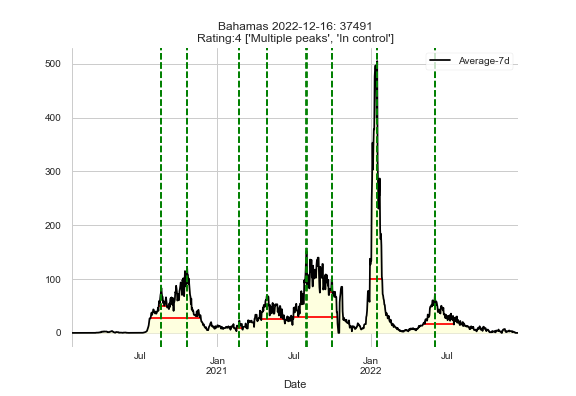 Bahamas 2022-12-16: 37491
Rating:4 ['Multiple peaks', 'In control']
Average-7d
500
400
300
200
100
0
Jul
Jan
2021
Jul
Jan
2022
Jul
Date